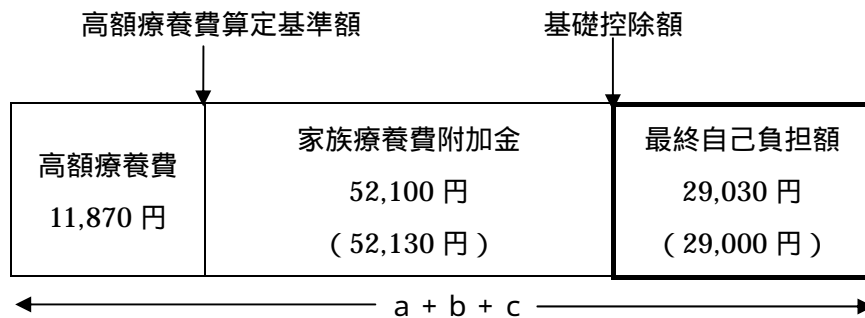 高額療養費算定基準額
基礎控除額
高額療養費
11,870 円
家族療養費附加金
52,100 円
( 52,130 円 )
最終自己負担額
29,030 円
( 29,000 円 )
a + b + c